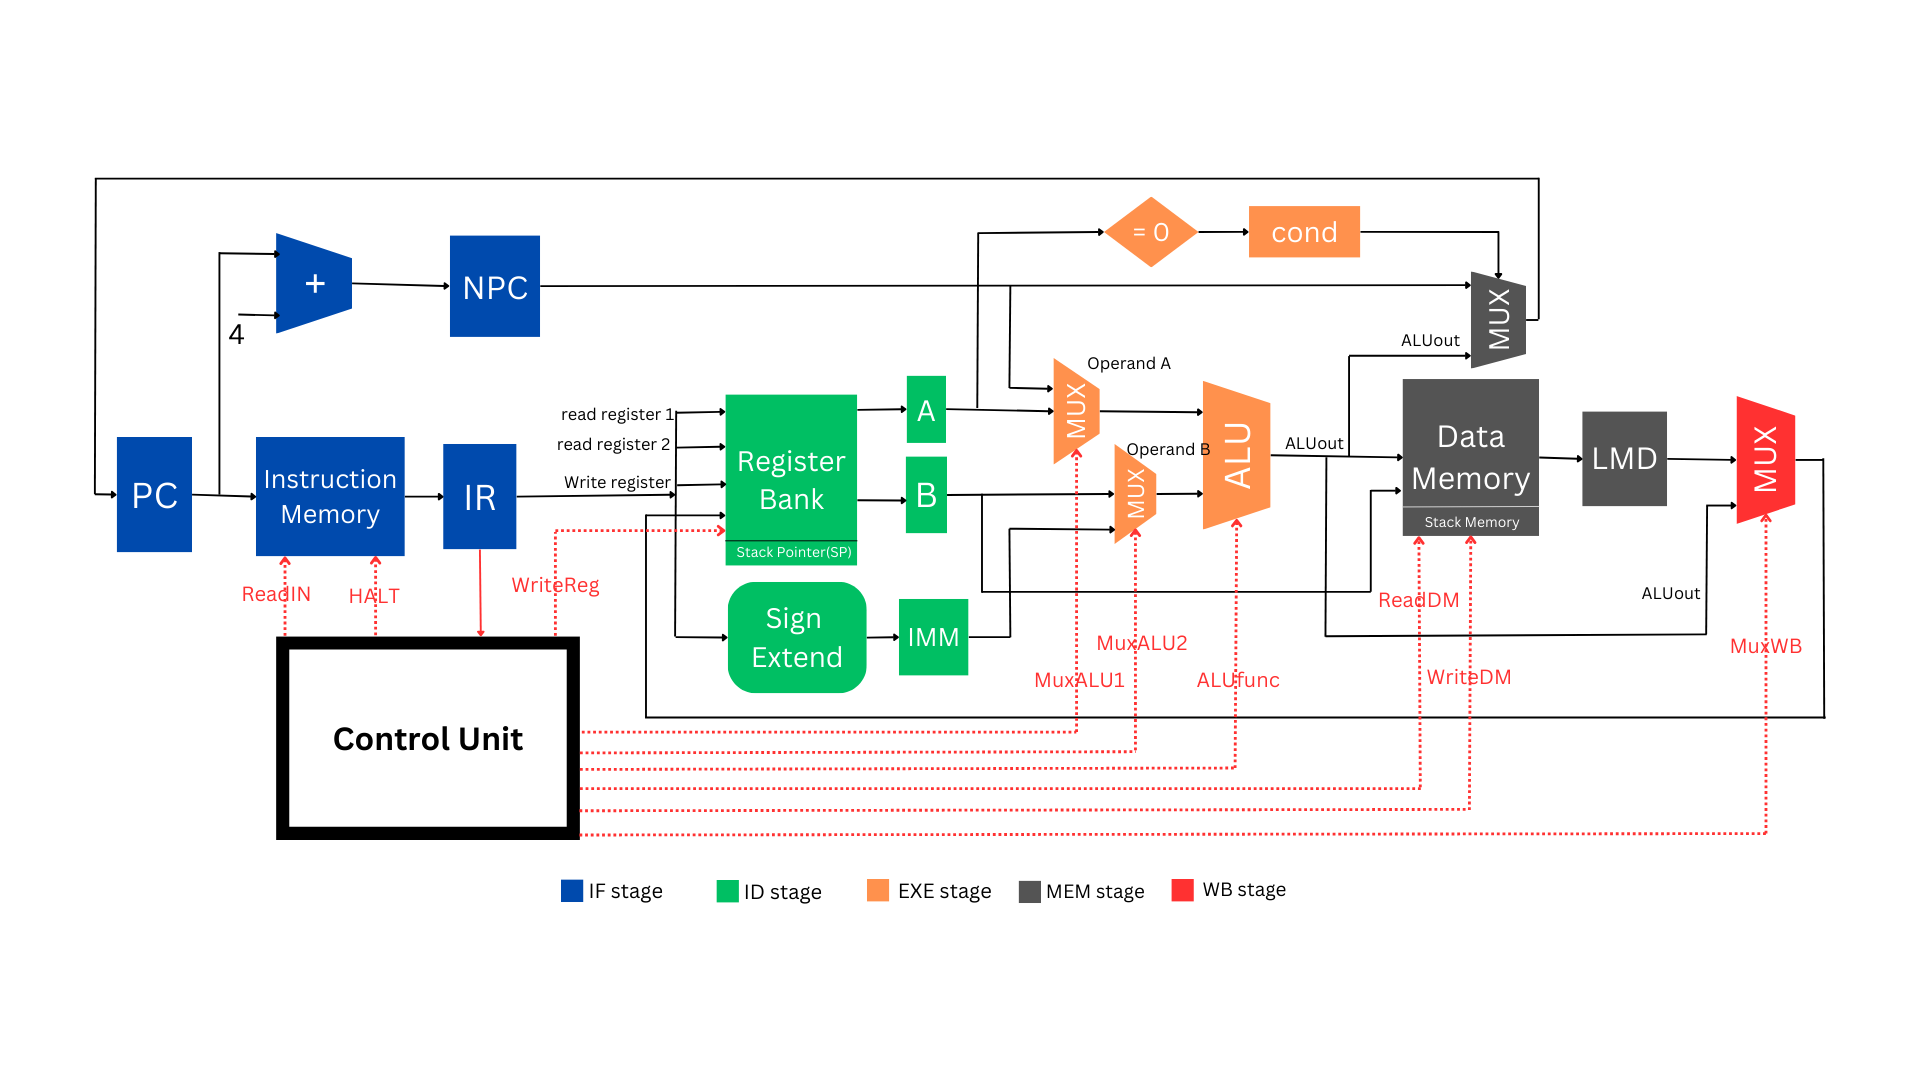 = 0
cond
+
NPC
4
MUX
ALUout
Operand A
MUX
A
read register 1
read register 2
Write register
Register
Bank
Stack Pointer(SP)
Operand B
MUX
ALU
ALUout
Data
Memory
Stack Memory
LMD
MUX
PC
Instruction
Memory
IR
B
ReadIN
HALT
WriteReg
Sign
Extend
IMM
ReadDM
ALUout
MuxALU2
MuxALU1
ALUfunc
WriteDM
MuxWB
Control Unit
IF stage
ID stage
EXE stage
MEM stage
WB stage